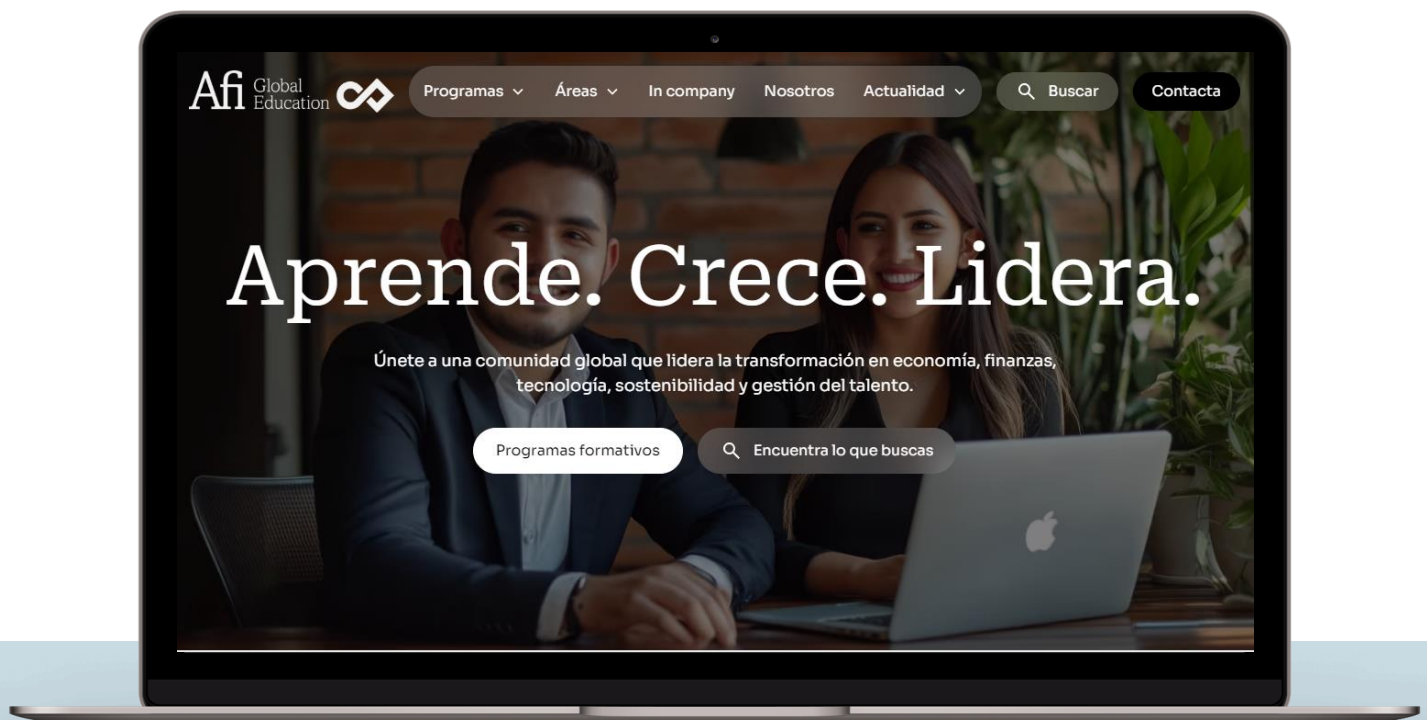 Afi Global Education
Programas Áreas In company Nosotros Actualidad Buscar Contacta
Aprende. Crece. Lidera.
Únete a una comunidad global que lidera la transformación en economía, finanzas,
tecnología, sostenibilidad y gestión del talento.
Programas formativos Encuentra lo que buscas